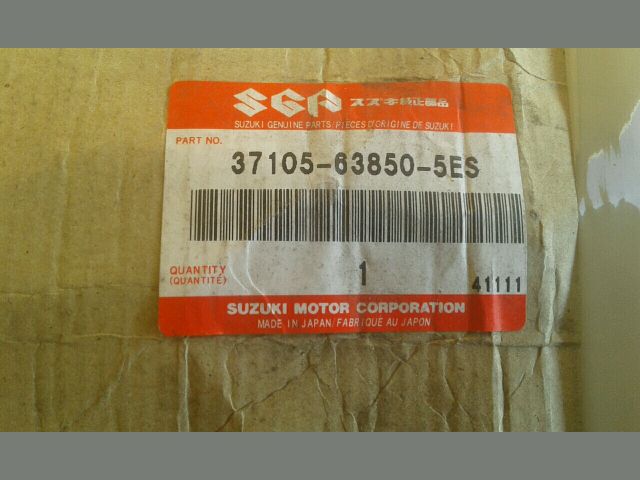 SGP スズキ純正部品
SUZUKI GENUINE PARTS/PIÈCES D'ORIGINE DE SUZUKI
PART NO.
37105-63850-5ES
QUANTITY
(QUANTITÉ)
1
41111
SUZUKI MOTOR CORPORATION
MADE IN JAPAN/FABRIQUÉ AU JAPON